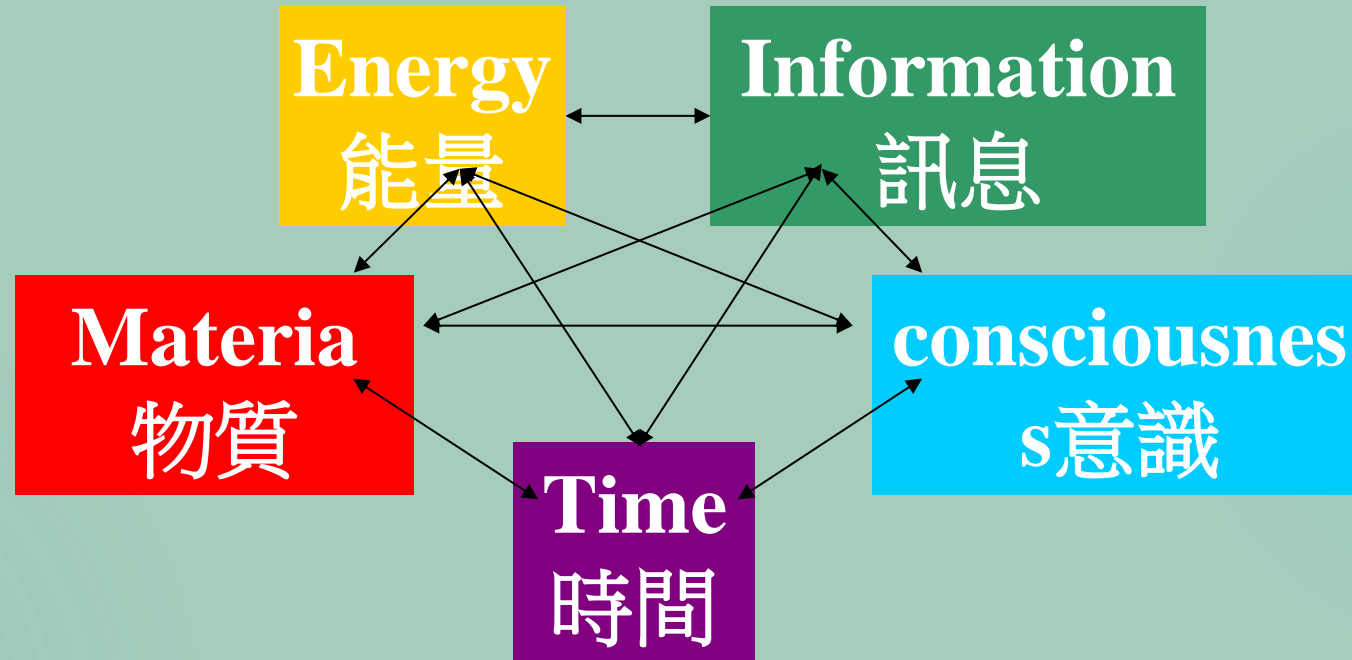 Energy
能量
Information
訊息
Materia
物質
consciousnes
s意識
Time
時間